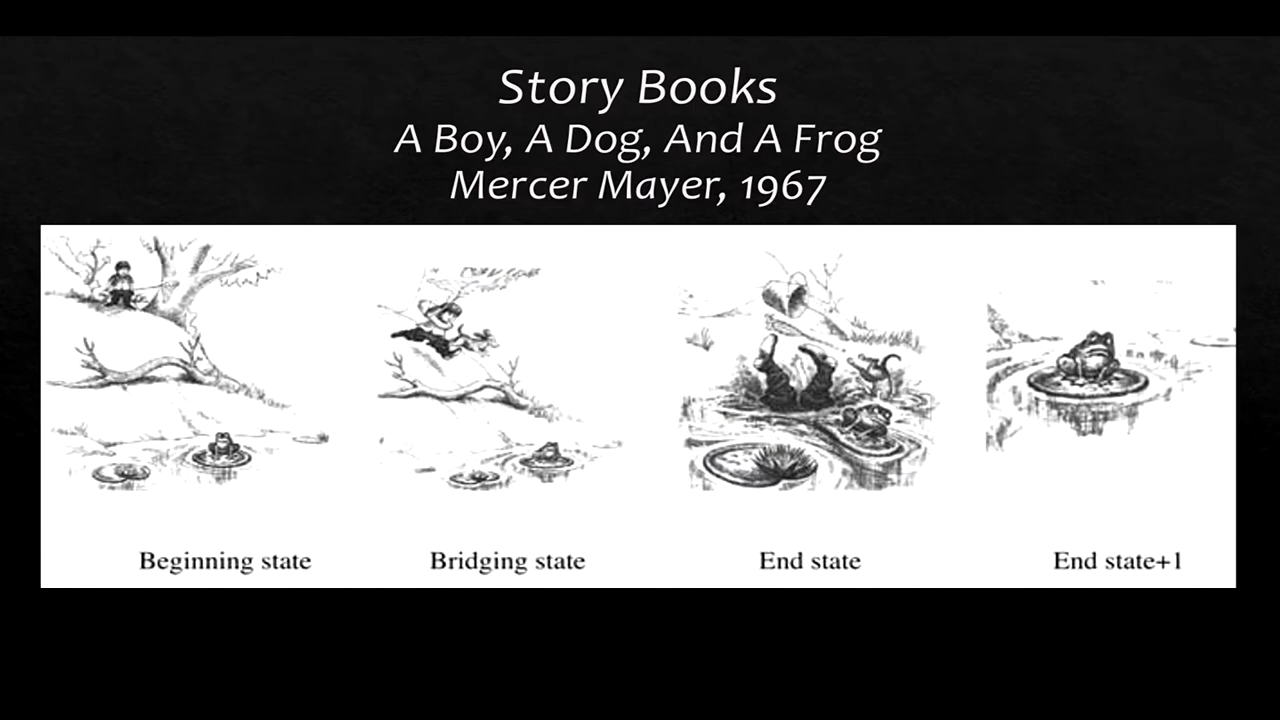 Story Books
A Boy, A Dog, And A Frog
Mercer Mayer, 1967
Beginning state
Bridging state
End state
End state+1